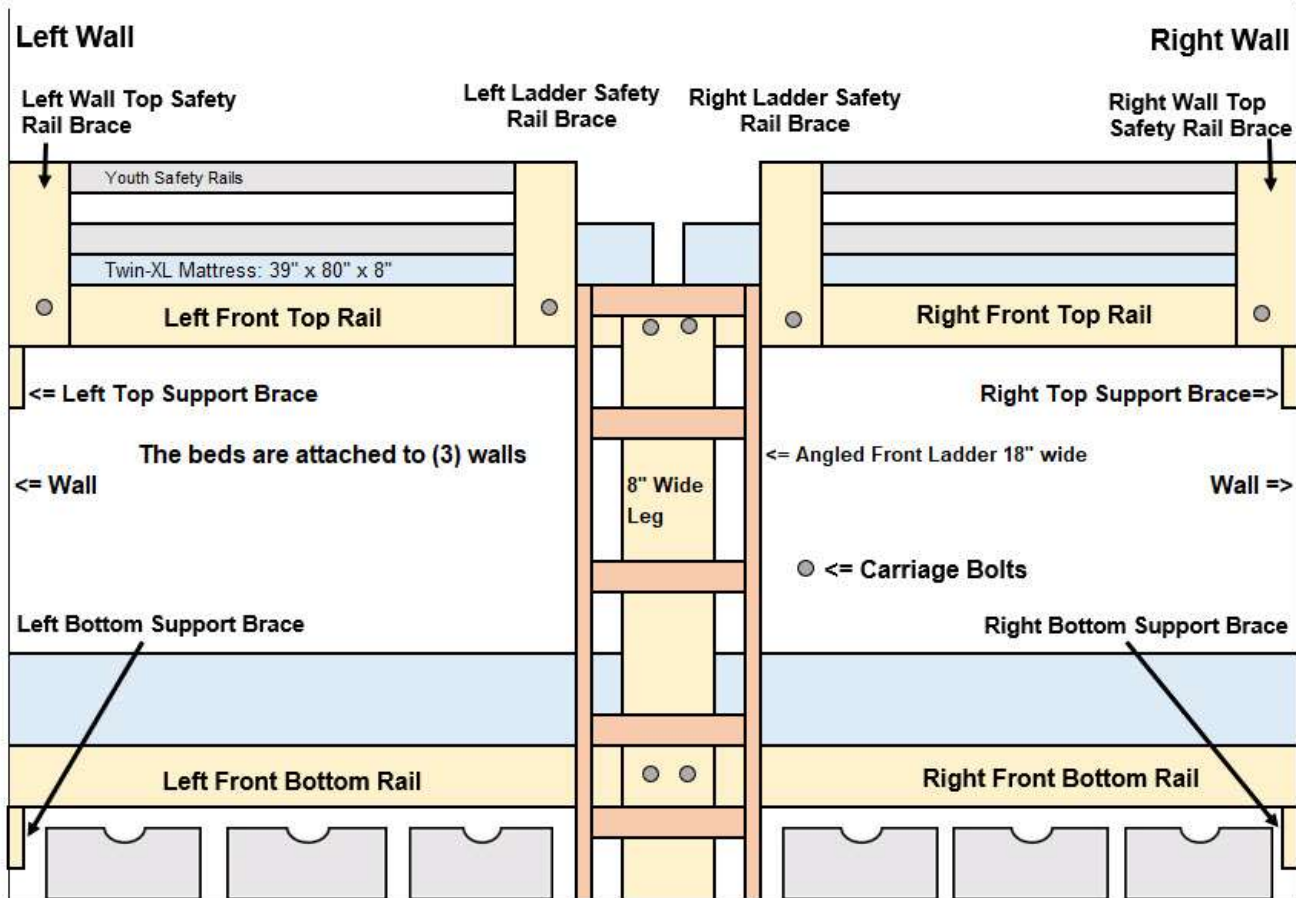 Left Wall
Right Wall
Left Wall Top Safety
Rail Brace
Left Ladder Safety
Rail Brace
Right Ladder Safety
Rail Brace
Right Wall Top
Safety Rail Brace
Youth Safety Rails
Twin-XL Mattress: 39" x 80" x 8"
Left Front Top Rail
Right Front Top Rail
<= Left Top Support Brace
Right Top Support Brace=>
The beds are attached to (3) walls
<= Angled Front Ladder 18" wide
<= Wall
8" Wide
Leg
Wall =>
<= Carriage Bolts
Left Bottom Support Brace
Right Bottom Support Brace
Left Front Bottom Rail
Right Front Bottom Rail